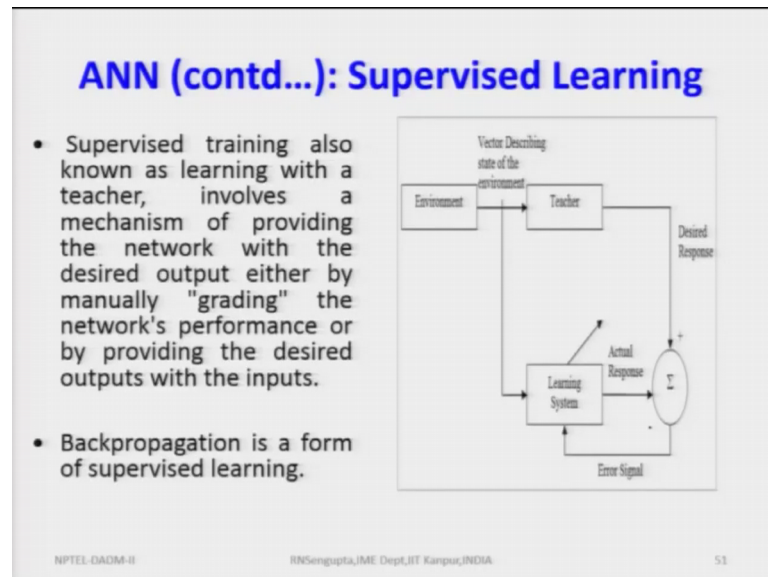 ANN (contd...): Supervised Learning
• Supervised training also
known as learning with a
teacher, involves a
mechanism of providing
the network with the
desired output either by
manually "grading" the
network's performance or
by providing the desired
outputs with the inputs.
• Backpropagation is a form
of supervised learning.
Vector Describing
state of the
environment
Environment
Teacher
Desired
Response
+
Actual
Response
Learning
System
Σ
-
Error Signal
NPTEL-DADM-II
RNSengupta,IME Dept,IIT Kanpur,INDIA
51